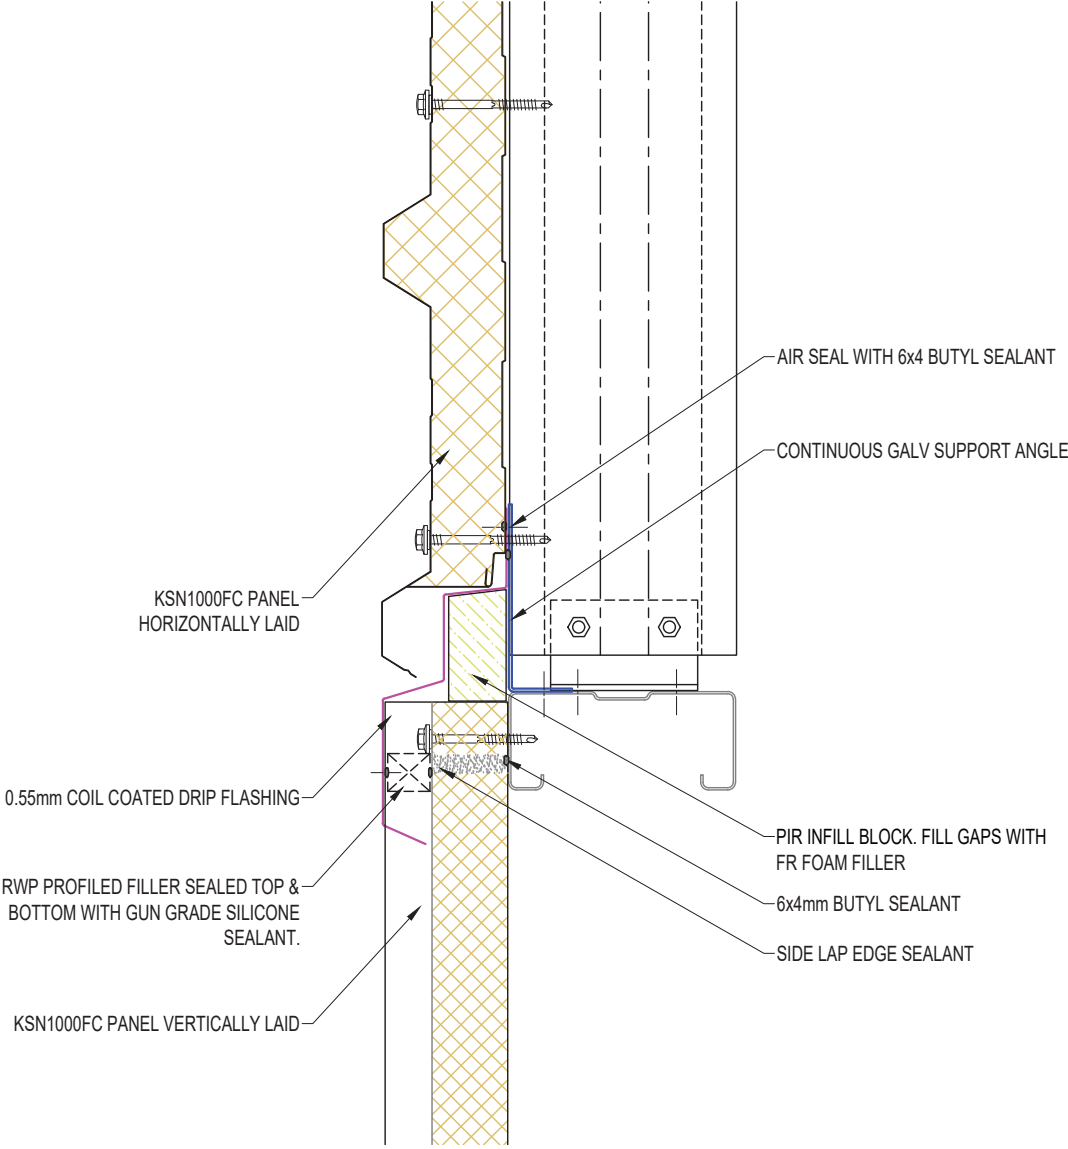 AIR SEAL WITH 6x4 BUTYL SEALANT
CONTINUOUS GALV SUPPORT ANGLE
KSN1000FC PANEL
HORIZONTALLY LAID
0.55mm COIL COATED DRIP FLASHING
RWP PROFILED FILLER SEALED TOP &
BOTTOM WITH GUN GRADE SILICONE
SEALANT.
KSN1000FC PANEL VERTICALLY LAID
PIR INFILL BLOCK. FILL GAPS WITH
FR FOAM FILLER
6x4mm BUTYL SEALANT
SIDE LAP EDGE SEALANT